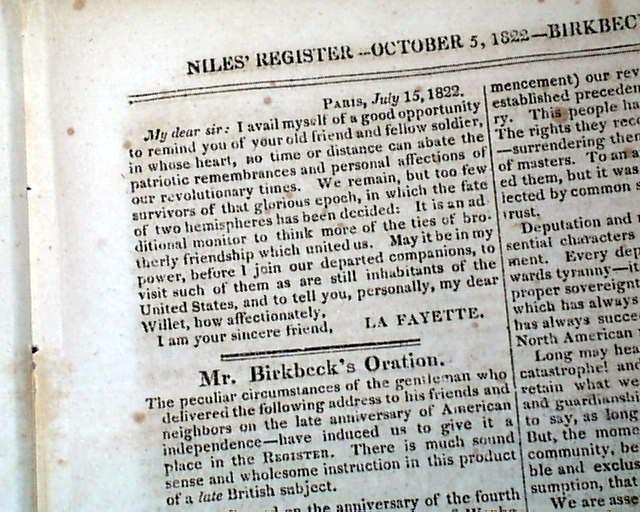 NILES' REGISTER—OCTOBER 5, 1822—BIRKBEC
PARIS, July 15, 1822.
My dear sir: I avail myself of a good opportunity
to remind you of your old friend and fellow soldier,
in whose heart, no time or distance can abate the
patriotic remembrances and personal affections of
our revolutionary times. We remain, but too few
survivors of that glorious epoch, in which the fate
of two hemispheres has been decided: It is an ad-
ditional monitor to think more of the ties of bro-
therly friendship which united us. May it be in my
power, before I join our departed companions, to
visit such of them as are still inhabitants of the
United States, and to tell you, personally, my dear
Willet, how affectionately,
I am your sincere friend, LA FAYETTE.
Mr. Birkbeck's Oration.
The peculiar circumstances of the gentleman who
delivered the following address to his friends and
neighbors on the late anniversary of American
independence—have induced us to give it a
place in the REGISTER. There is much sound
sense and wholesome instruction in this product
of a late British subject.
on the anniversary of the fourth
mencement) our rev
established preceden
ry. This people ha
The rights they rece
—surrendering the
of masters. To an a
ed them, but it was
lected by common s
trust.
Deputation and
sential characters
ment. Every dep
wards tyranny—it
proper sovereignt
which has always
has always succe
North American
Long may hea
catastrophe! and
retain what we
and guardianshi
to say, as long
But, the mome
community, be
ble and exclus
sumption, that
We are asse